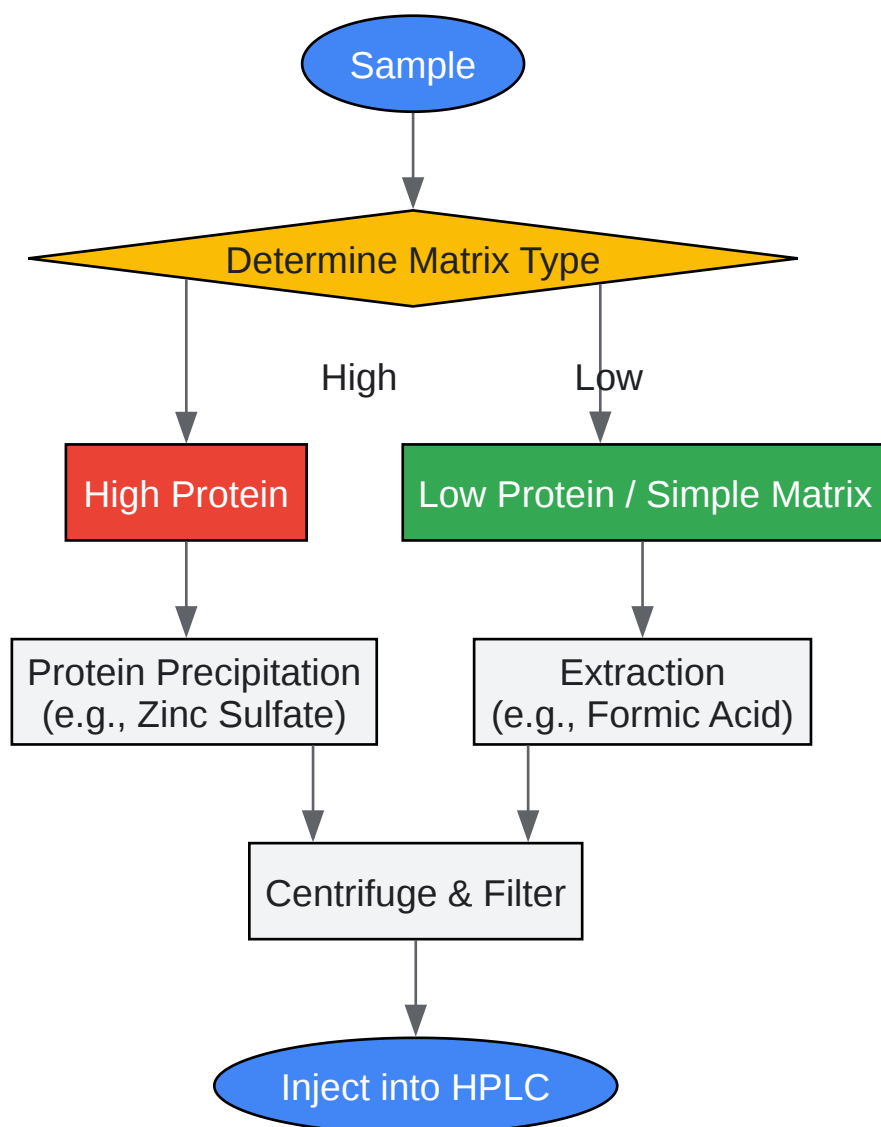 Sample
Determine Matrix Type
High
Low
High Protein
Low Protein / Simple Matrix
Protein Precipitation
(e.g., Zinc Sulfate)
Extraction
(e.g., Formic Acid)
Centrifuge & Filter
Inject into HPLC